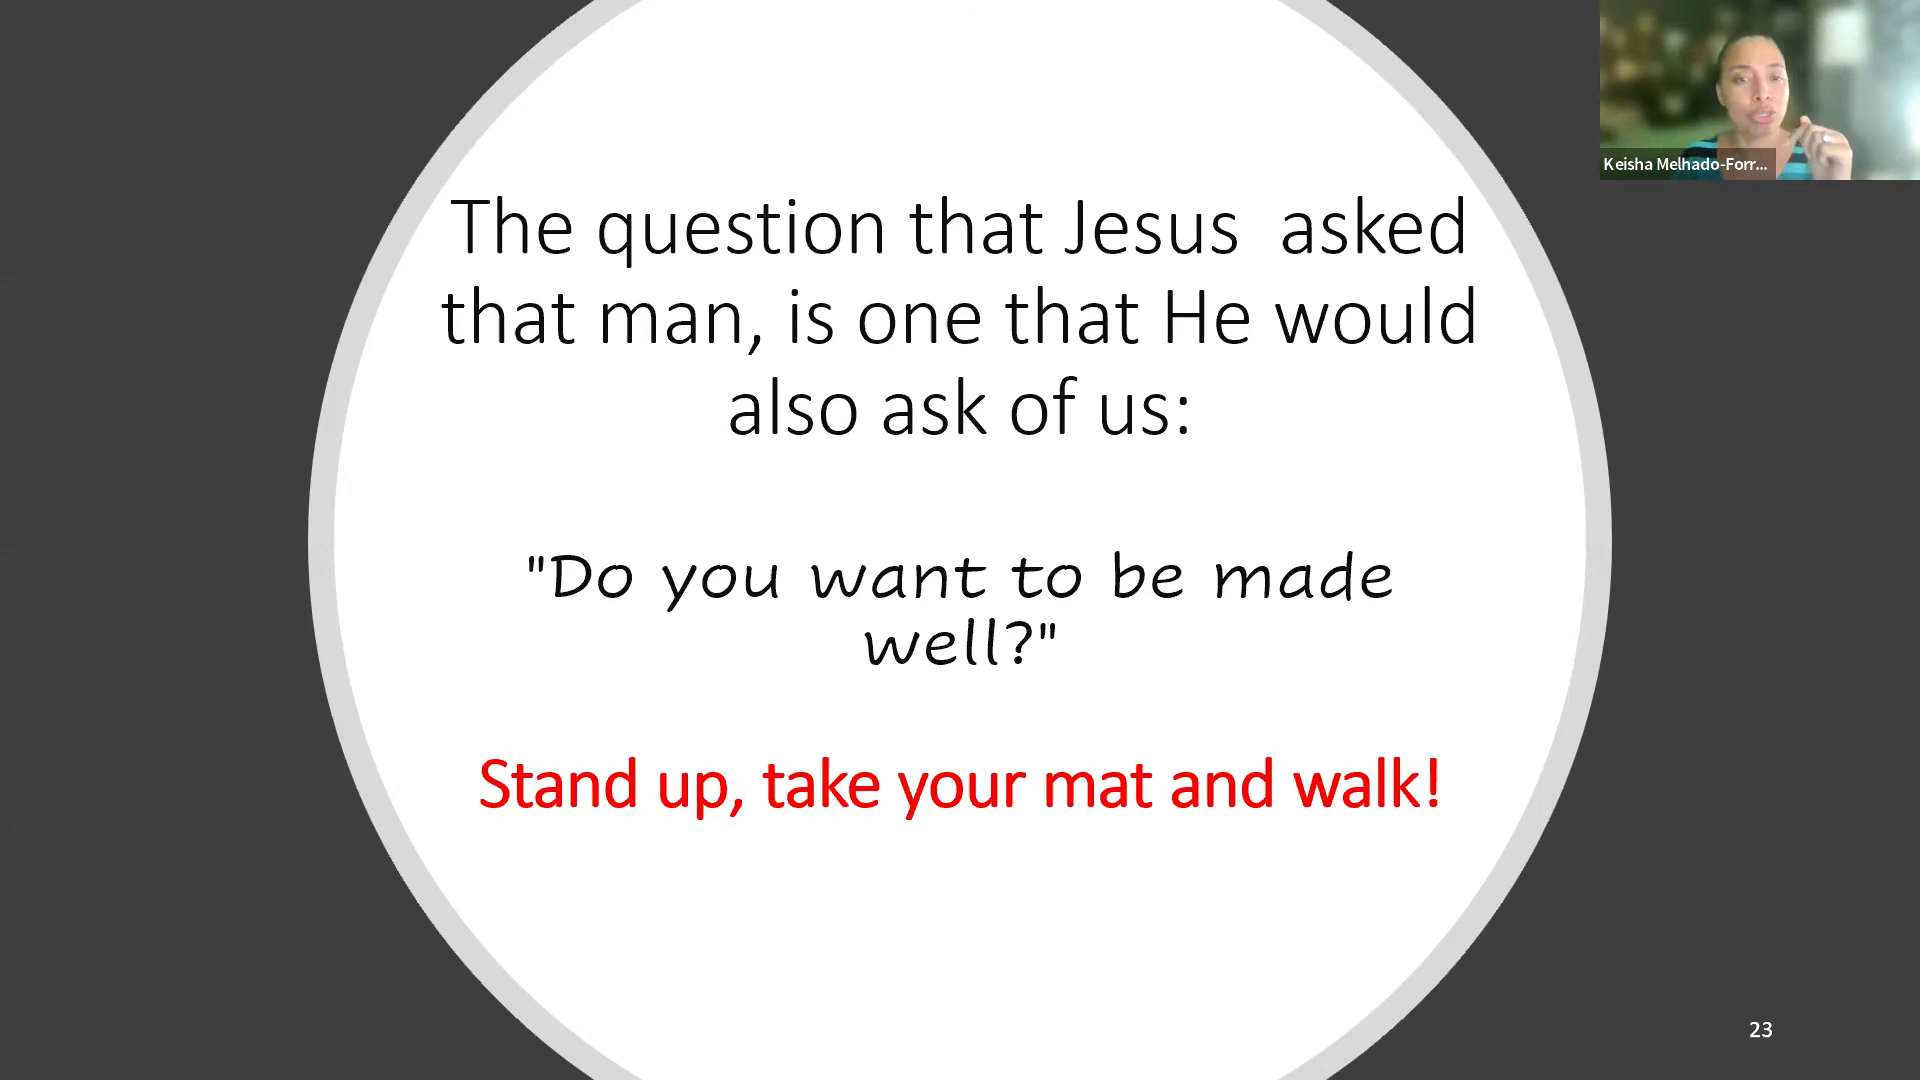 Keisha Melhado-Forr...
The question that Jesus  asked
that man, is one that He would
also ask of us:
"Do you want to be made
well?"
Stand up, take your mat and walk!
23